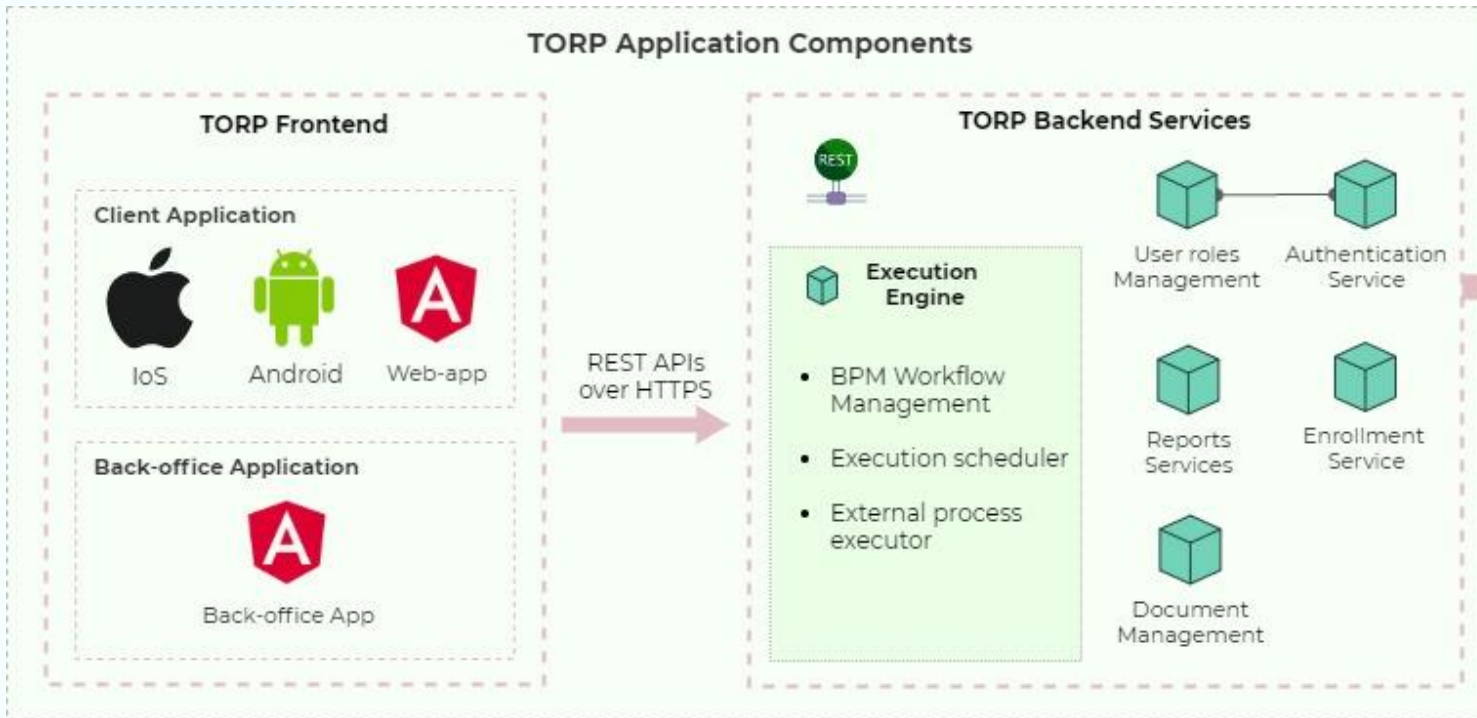 TORP Application Components
TORP Frontend
Client Application
IoS
Android
Web-app
Back-office Application
Back-office App
REST APIs
over HTTPS
TORP Backend Services
REST
Execution
Engine
• BPM Workflow
Management
• Execution scheduler
• External process
executor
User roles
Management
Authentication
Service
Reports
Services
Enrollment
Service
Document
Management